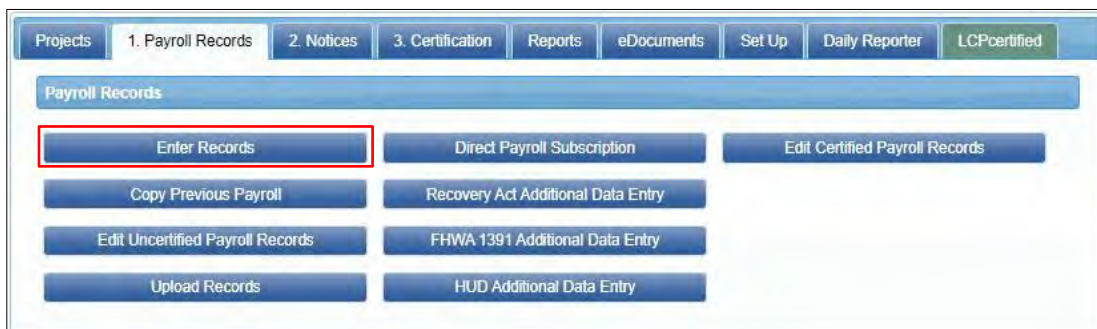 Projects 1. Payroll Records 2. Notices 3. Certification Reports eDocuments Set Up Daily Reporter LCPcertified
Payroll Records
Enter Records Direct Payroll Subscription Edit Certified Payroll Records
Copy Previous Payroll Recovery Act Additional Data Entry
Edit Uncertified Payroll Records FHWA 1391 Additional Data Entry
Upload Records HUD Additional Data Entry